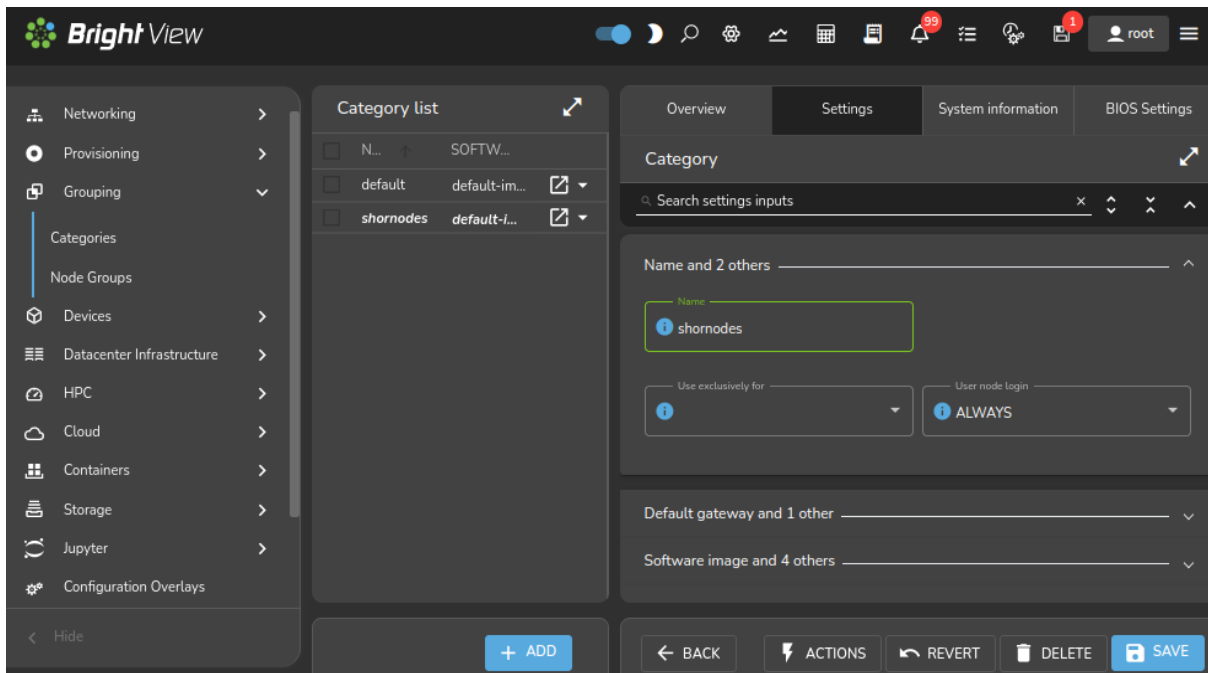 Bright View
99
1
root
Networking
Provisioning
Grouping
Categories
Node Groups
Devices
Datacenter Infrastructure
HPC
Cloud
Containers
Storage
Jupyter
Configuration Overlays
Hide
Category list
N... SOFTW...
default default-im...
shornodes default-i...
+ ADD
Overview Settings System information BIOS Settings
Category
Search settings inputs
Name and 2 others
Name
shornodes
Use exclusively for User node login
ALWAYS
Default gateway and 1 other
Software image and 4 others
BACK ACTIONS REVERT DELETE SAVE